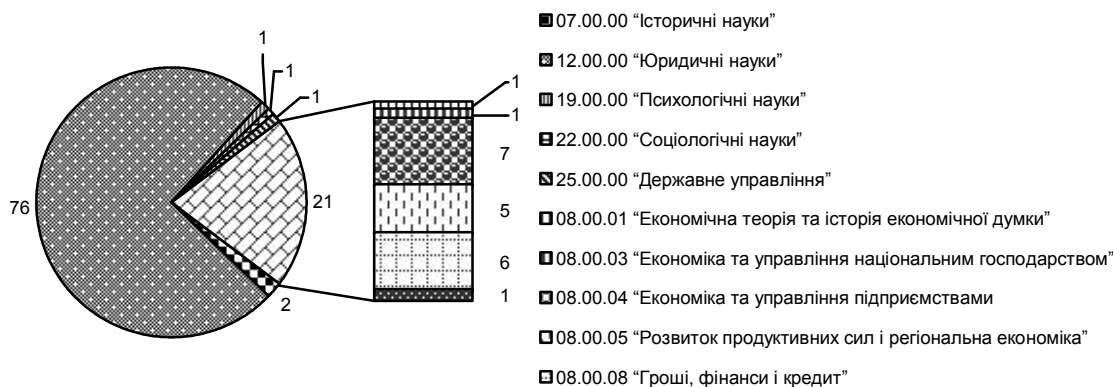 1
1
1
76
21
2
1
1
7
5
6
1
07.00.00 “Історичні науки”
12.00.00 “Юридичні науки”
19.00.00 “Психологічні науки”
22.00.00 “Соціологічні науки”
25.00.00 “Державне управління”
08.00.01 “Економічна теорія та історія економічної думки”
08.00.03 “Економіка та управління національним господарством”
08.00.04 “Економіка та управління підприємствами
08.00.05 “Розвиток продуктивних сил і регіональна економіка”
08.00.08 “Гроші, фінанси і кредит”